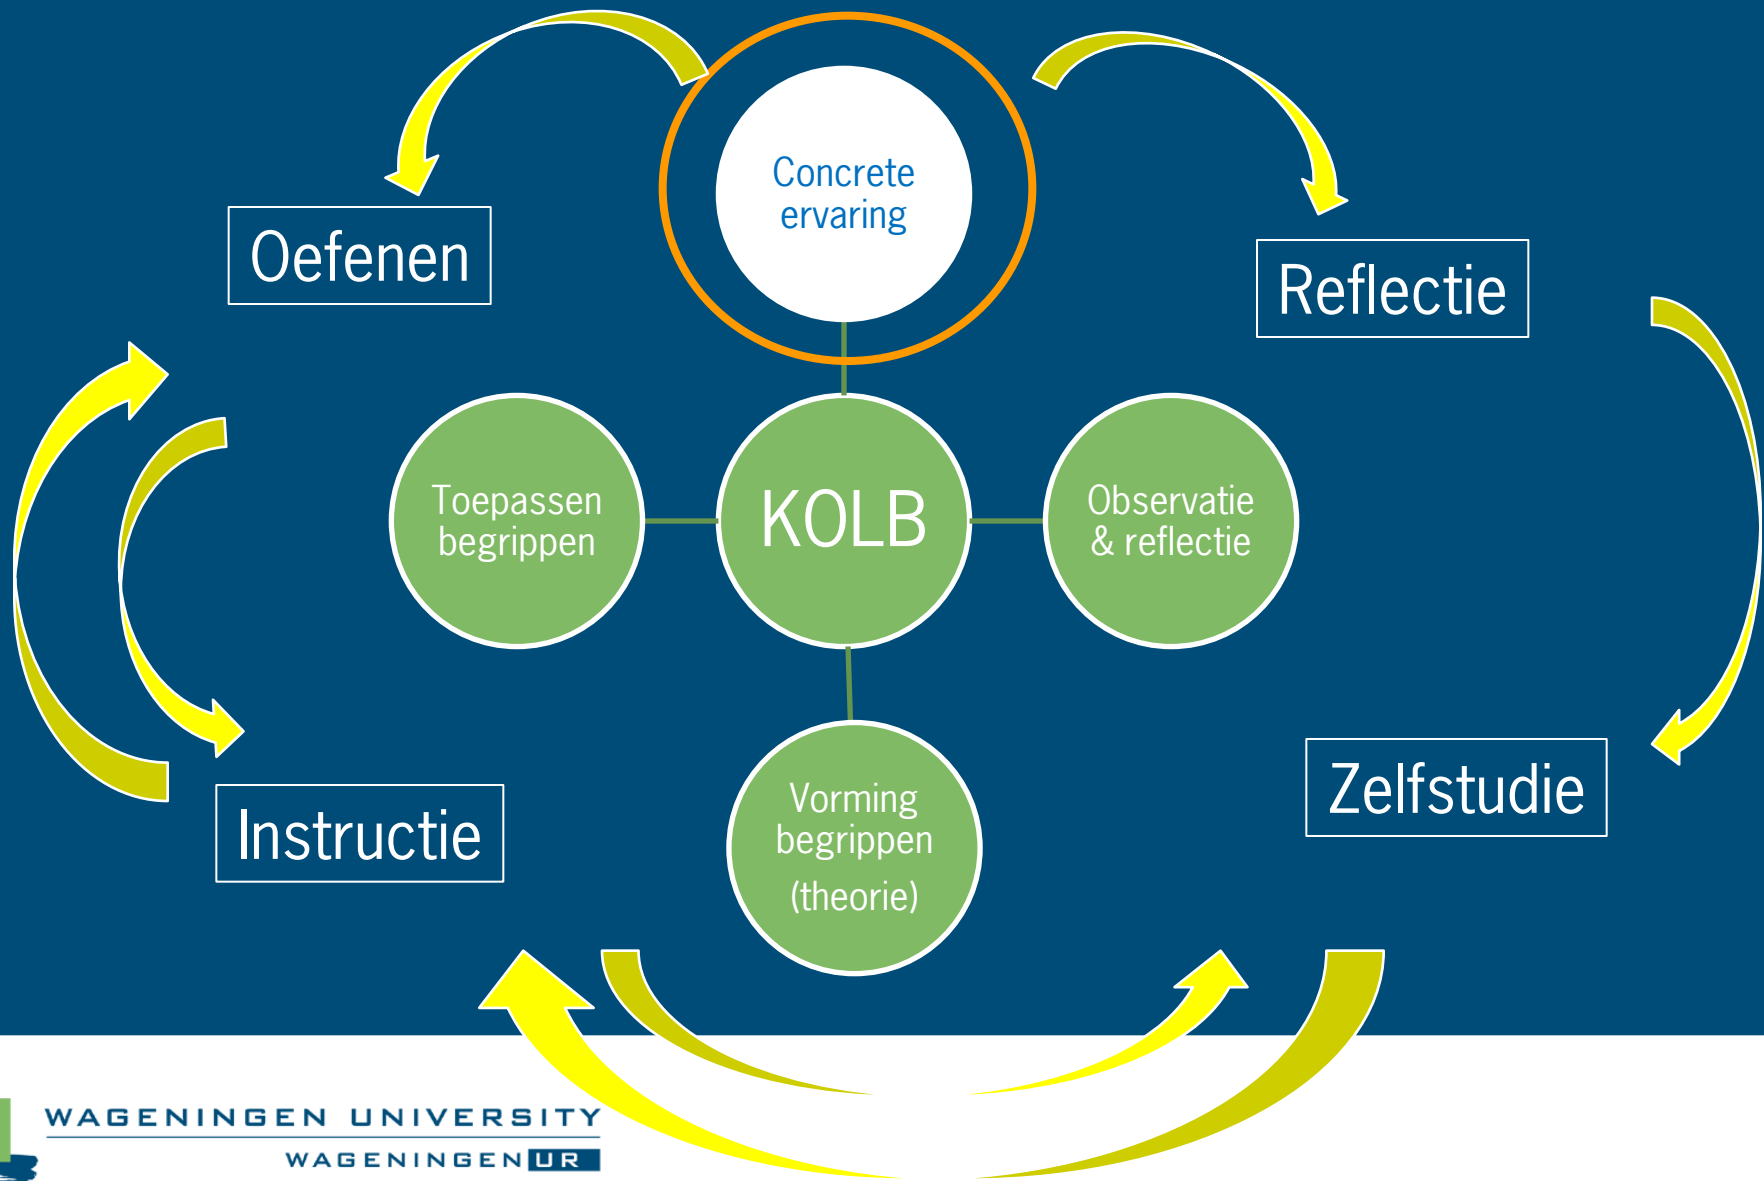 Concrete
ervaring
Oefenen
Reflectie
Toepassen
begrippen
KOLB
Observatie
& reflectie
Vorming
begrippen
(theorie)
Instructie
Zelfstudie
WAGENINGEN UNIVERSITY
WAGENINGEN UR